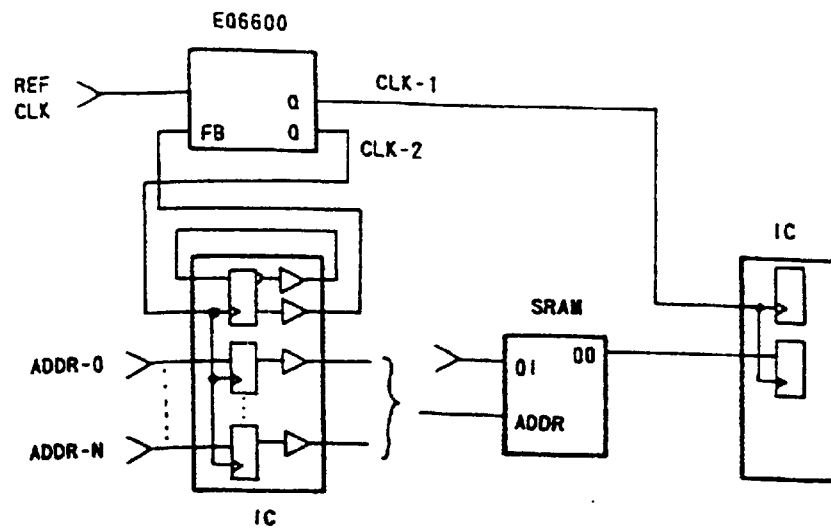 EQ6600
REF
CLK
Q
CLK-1
FB
Q
CLK-2
IC
SRAM
ADDR-0
DI
DO
ADDR
ADDR-N
IC